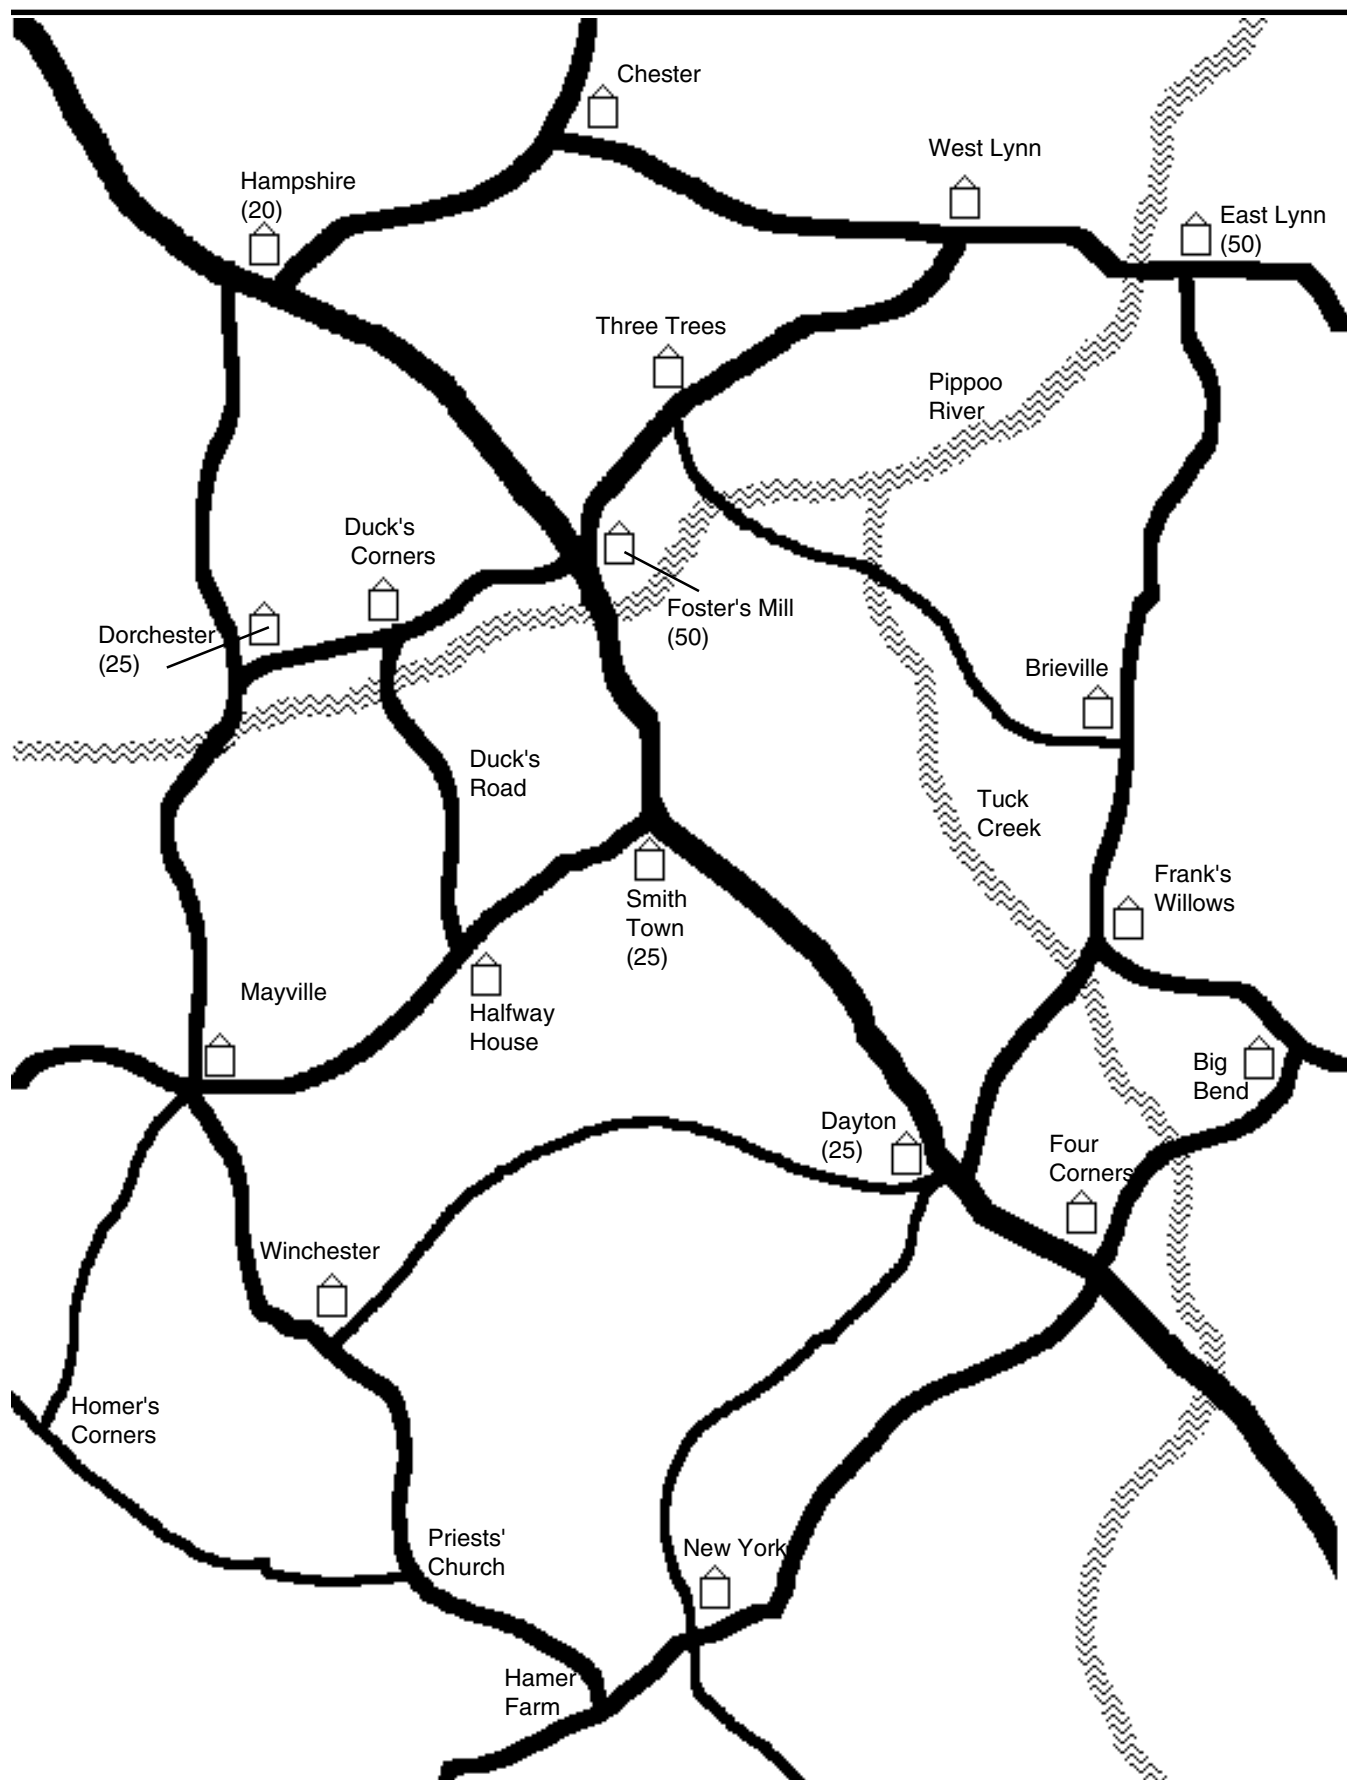 Chester
West Lynn
Hampshire
(20)
East Lynn
(50)
Three Trees
Pippoo
River
Duck's
Corners
Foster's Mill
(50)
Dorchester
(25)
Brieville
Duck's
Road
Tuck
Creek
Frank's
Willows
Smith
Town
(25)
Mayville
Halfway
House
Big
Bend
Dayton
(25)
Four
Corners
Winchester
Homer's
Corners
Priests'
Church
New York
Hamer
Farm